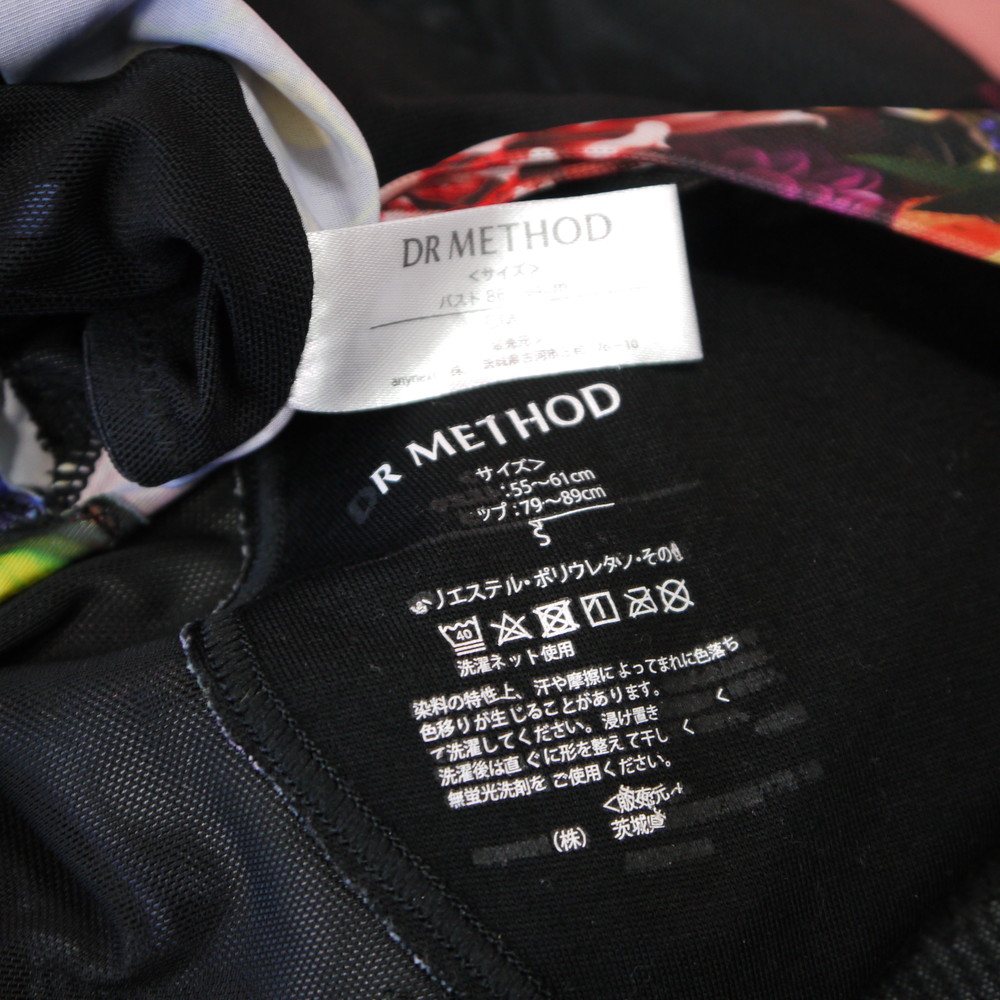 DR METHOD
<サイズ>
バスト
anyne
DR METHOD
サイズ>
:55〜61cm
ップ:79〜89cm
S
リエステル・ポリウレタン・その他
40
洗濯ネット使用
染料の特性上、汗や摩擦によってまれに色落ち
色移りが生じることがあります。
て洗濯してください。浸け置き
洗濯後は直ぐに形を整えて干し
無蛍光洗剤をご使用ください。
<販売元
(株)
茨城県